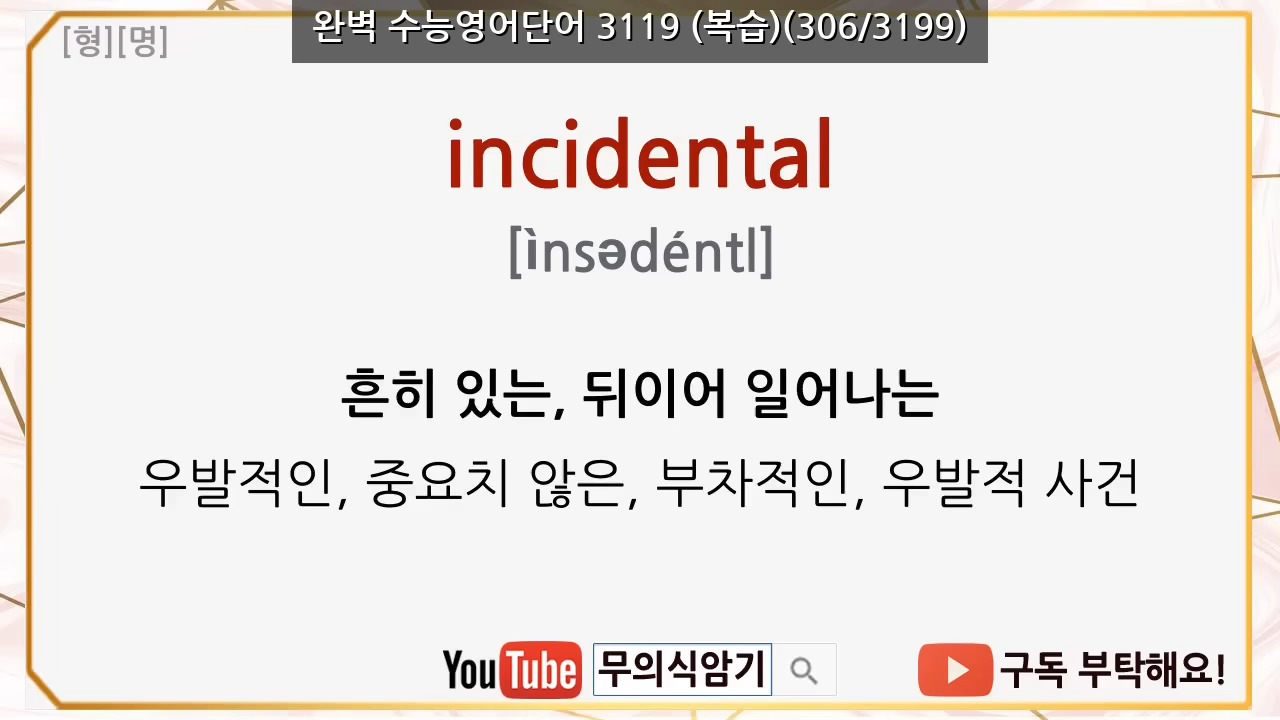 완벽 수능영어단어 3119 (복습)(306/3199)
[형][명]
incidental
[ìnsədéntl]
흔히 있는, 뒤이어 일어나는
우발적인, 중요치 않은, 부차적인, 우발적 사건
YouTube 무의식암기 구독 부탁해요!